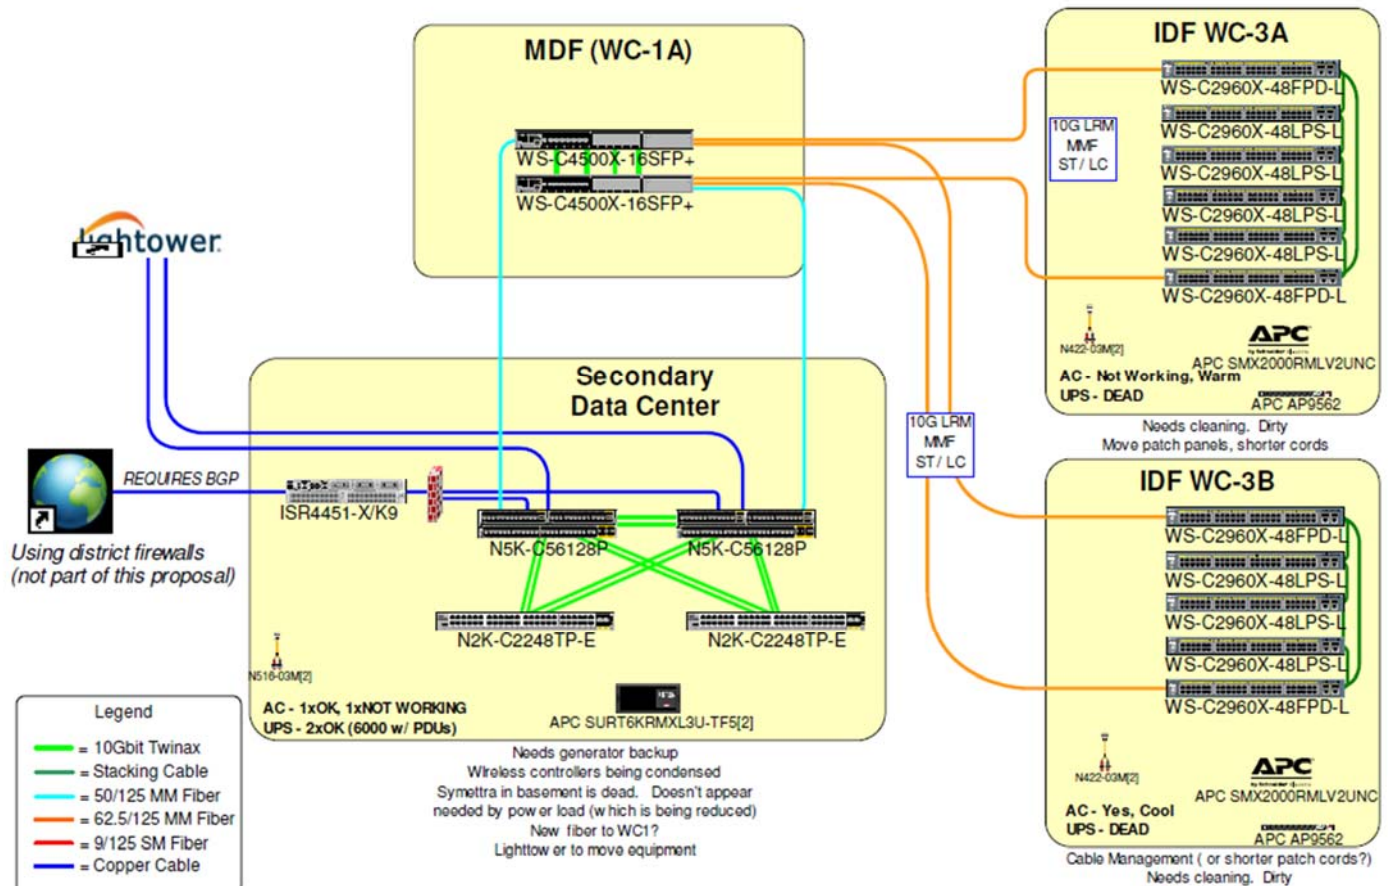 MDF (WC-1A)
WS-C4500X-16SFP+
WS-C4500X-16SFP+
IDF WC-3A
WS-C2960X-48FPD-L
WS-C2960X-48LPS-L
WS-C2960X-48LPS-L
WS-C2960X-48LPS-L
WS-C2960X-48LPS-L
WS-C2960X-48FPD-L
10G LRM
MMF
ST / LC
N422-03M[2]
APC
by Schneider Electric
APC SMX2000RMLV2UNC
AC - Not Working, Warm
UPS - DEAD
APC AP9562
Needs cleaning. Dirty
Move patch panels, shorter cords
lightower
Secondary
Data Center
REQUIRES BGP
ISR4451-X/K9
Using district firewalls
(not part of this proposal)
N5K-C56128P
N5K-C56128P
N2K-C2248TP-E
N2K-C2248TP-E
N516-03M[2]
AC - 1xOK, 1xNOT WORKING
UPS - 2xOK (6000 w/ PDUs)
APC SURT6KRMXL3U-TF5[2]
Needs generator backup
Wireless controllers being condensed
Symettra in basement is dead. Doesn't appear
needed by power load (which is being reduced)
New fiber to WC1?
Lighttower to move equipment
10G LRM
MMF
ST / LC
IDF WC-3B
WS-C2960X-48FPD-L
WS-C2960X-48LPS-L
WS-C2960X-48LPS-L
WS-C2960X-48LPS-L
WS-C2960X-48FPD-L
N422-03M[2]
APC
by Schneider Electric
APC SMX2000RMLV2UNC
AC - Yes, Cool
UPS - DEAD
APC AP9562
Cable Management ( or shorter patch cords?)
Needs cleaning. Dirty
Legend
= 10Gbit Twinax
= Stacking Cable
= 50/125 MM Fiber
= 62.5/125 MM Fiber
= 9/125 SM Fiber
= Copper Cable